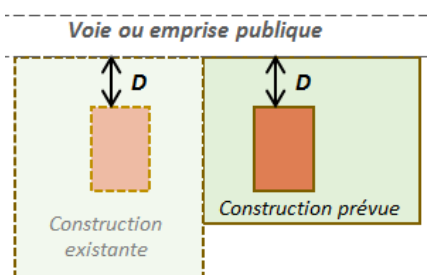 Voie ou emprise publique
D
D
Construction prévue
Construction
existante